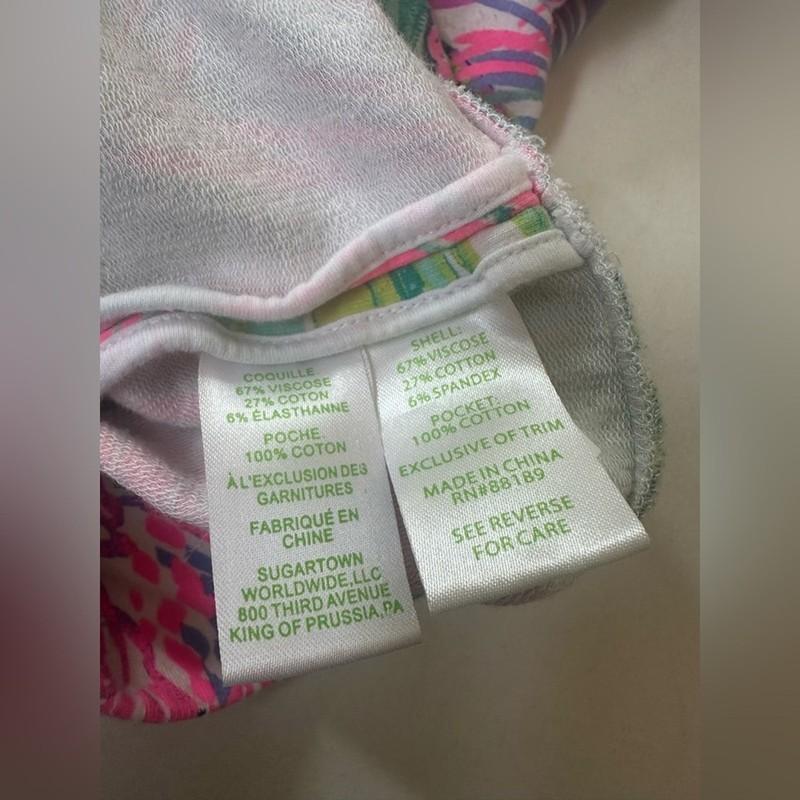 COQUILLE
67% VISCOSE
27% COTON
6% ÉLASTHANNE
POCHE
100% COTON
À L'EXCLUSION DES
GARNITURES
FABRIQUÉ EN
CHINE
SUGARTOWN
WORLDWIDE,LLC
800 THIRD AVENUE
KING OF PRUSSIA,PA
SHELL:
67% VISCOSE
27% COTTON
6% SPANDEX
POCKET:
100% COTTON
EXCLUSIVE OF TRIM
MADE IN CHINA
RN#88189
SEE REVERSE
FOR CARE